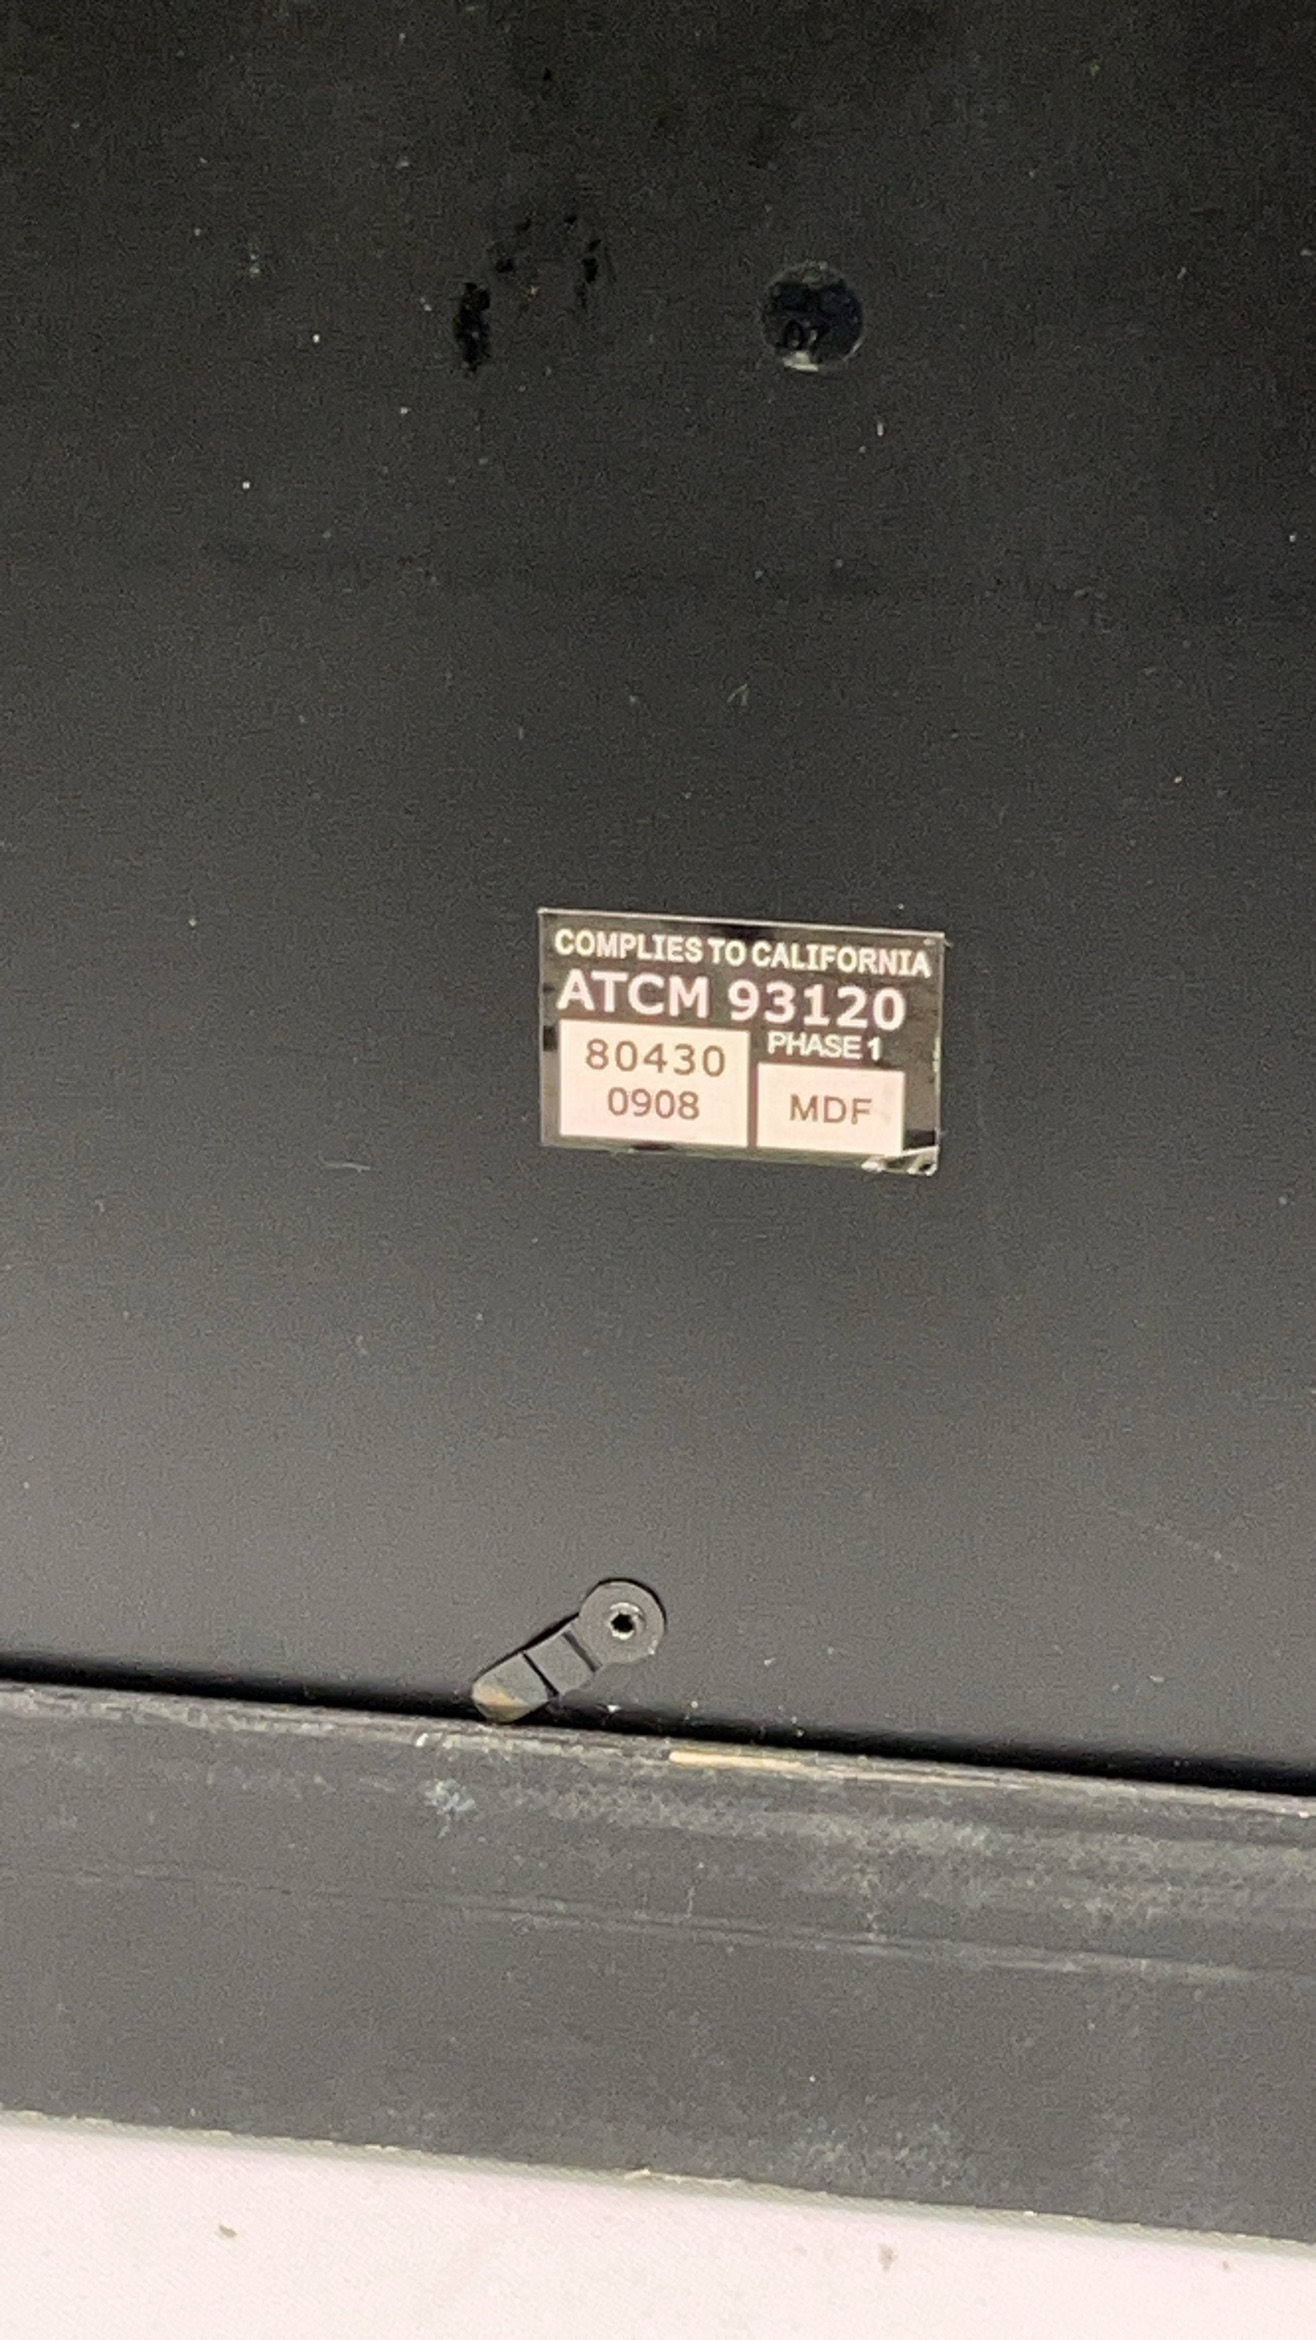 COMPLIES TO CALIFORNIA
ATCM 93120
PHASE 1
80430
0908
MDF